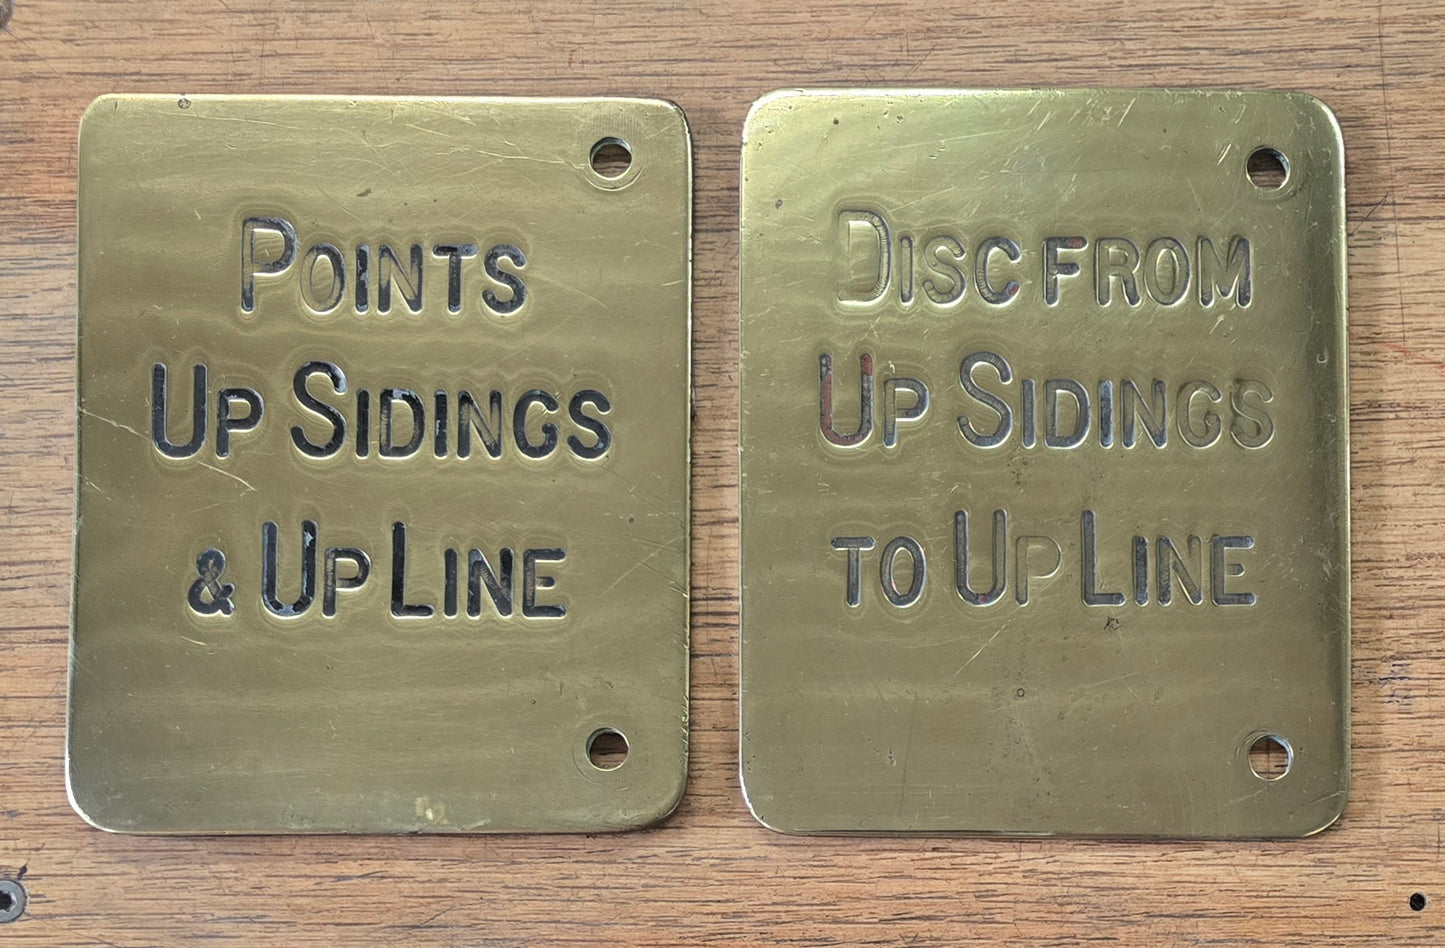 POINTS
UP SIDINGS
& UP LINE
DISC FROM
UP SIDINGS
TO UP LINE